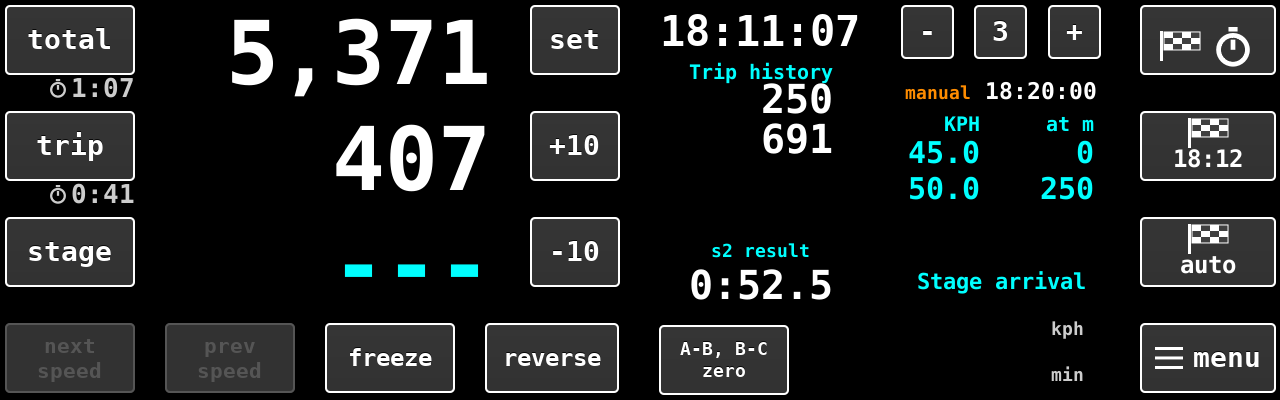 total
5,371
set
1:07
trip
407
+10
0:41
stage
---
-10
next
speed
prev
speed
freeze
reverse
18:11:07
Trip history
250
691
s2 result
0:52.5
A-B, B-C
zero
- 3 +
manual 18:20:00
KPH at m
45.0 0
50.0 250
Stage arrival
kph
min
18:12
auto
menu